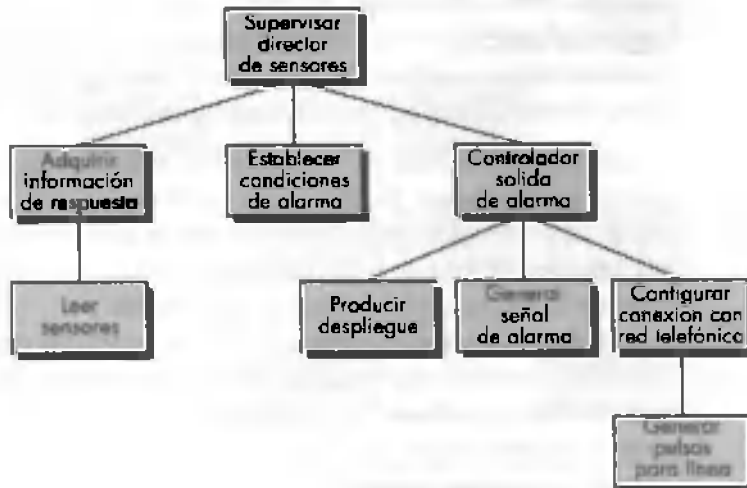 Supervisar
director
de sensores
Adquirir
información
de respuesta
Establecer
condiciones
de alarma
Controlador
salida
de alarma
Leer
sensores
Producir
despliegue
Generar
señal
de alarma
Configurar
conexion con
red telefónica
Generar
pulsos
para línea